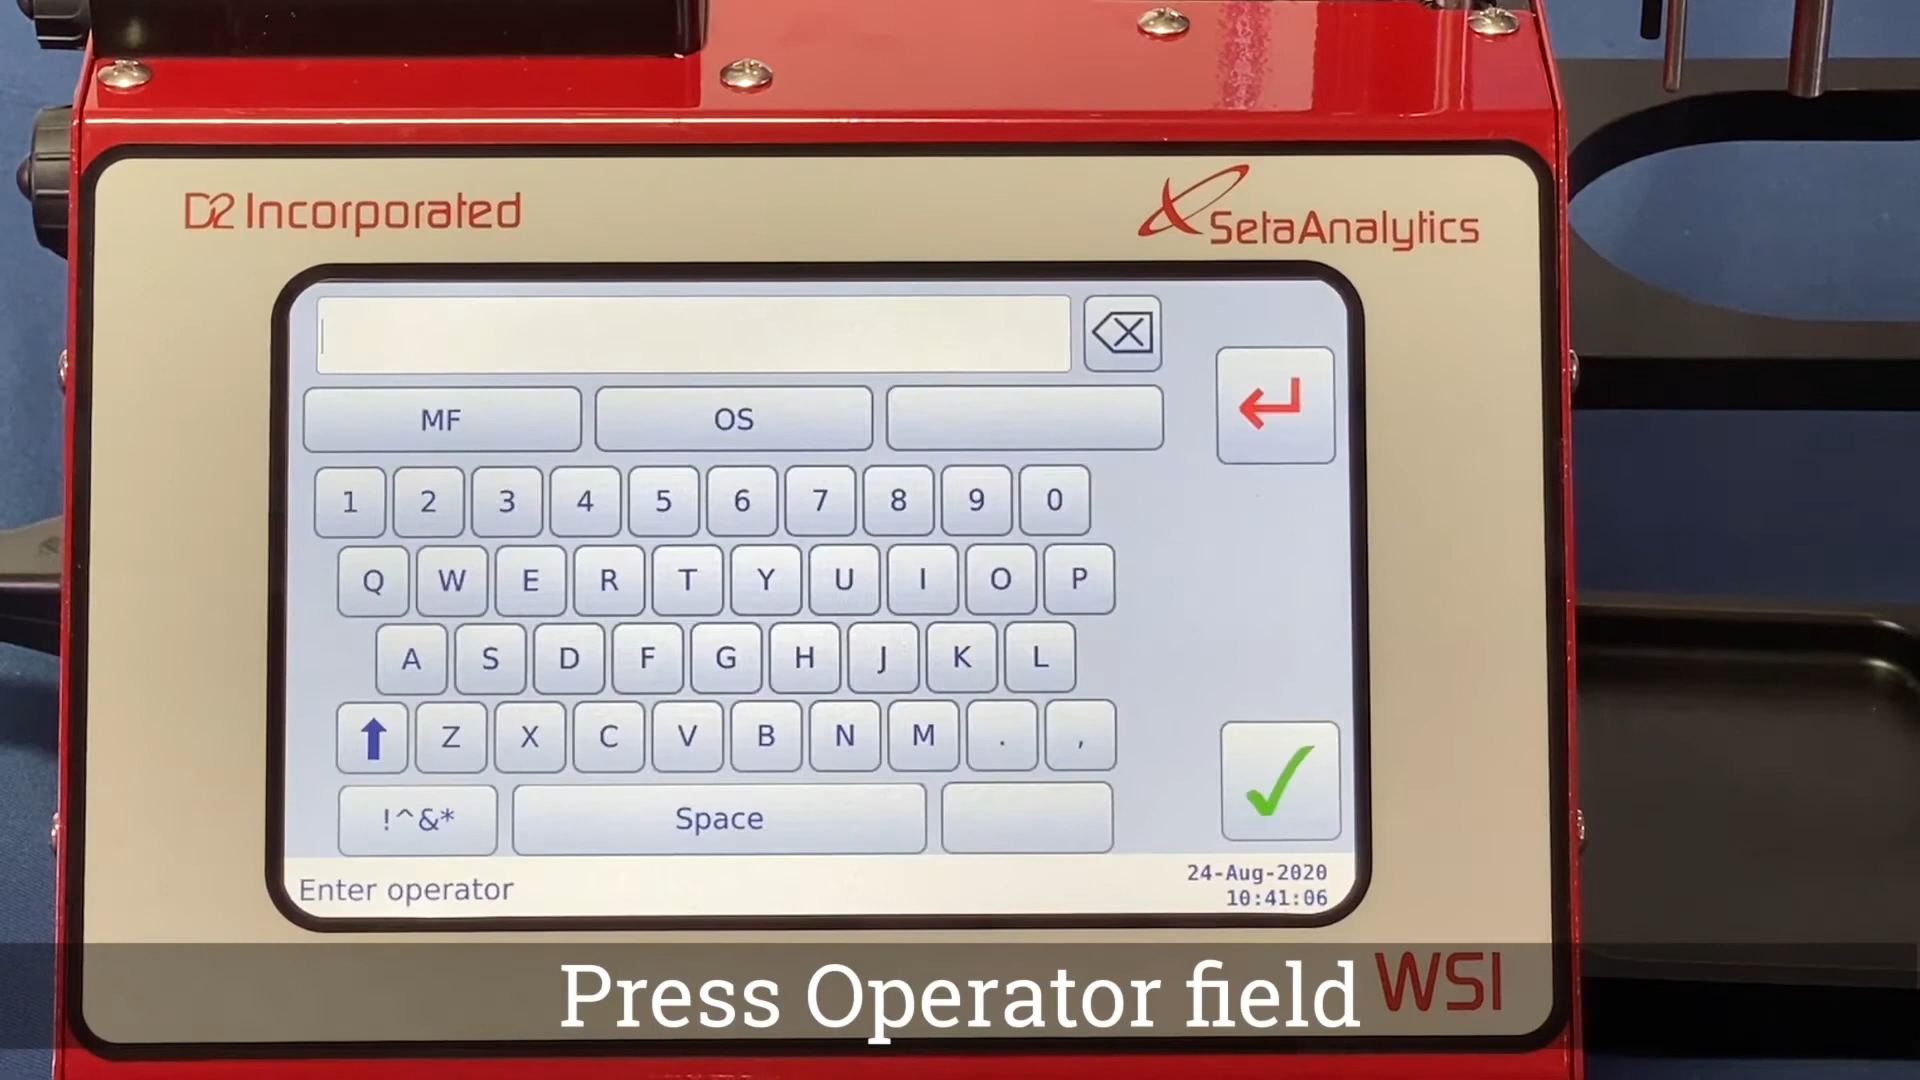 D2 Incorporated
SetaAnalytics
MF OS
1 2 3 4 5 6 7 8 9 0
Q W E R T Y U I O P
A S D F G H J K L
Z X C V B N M . ,
!^&* Space
Enter operator
24-Aug-2020
10:41:06
Press Operator field
WSI